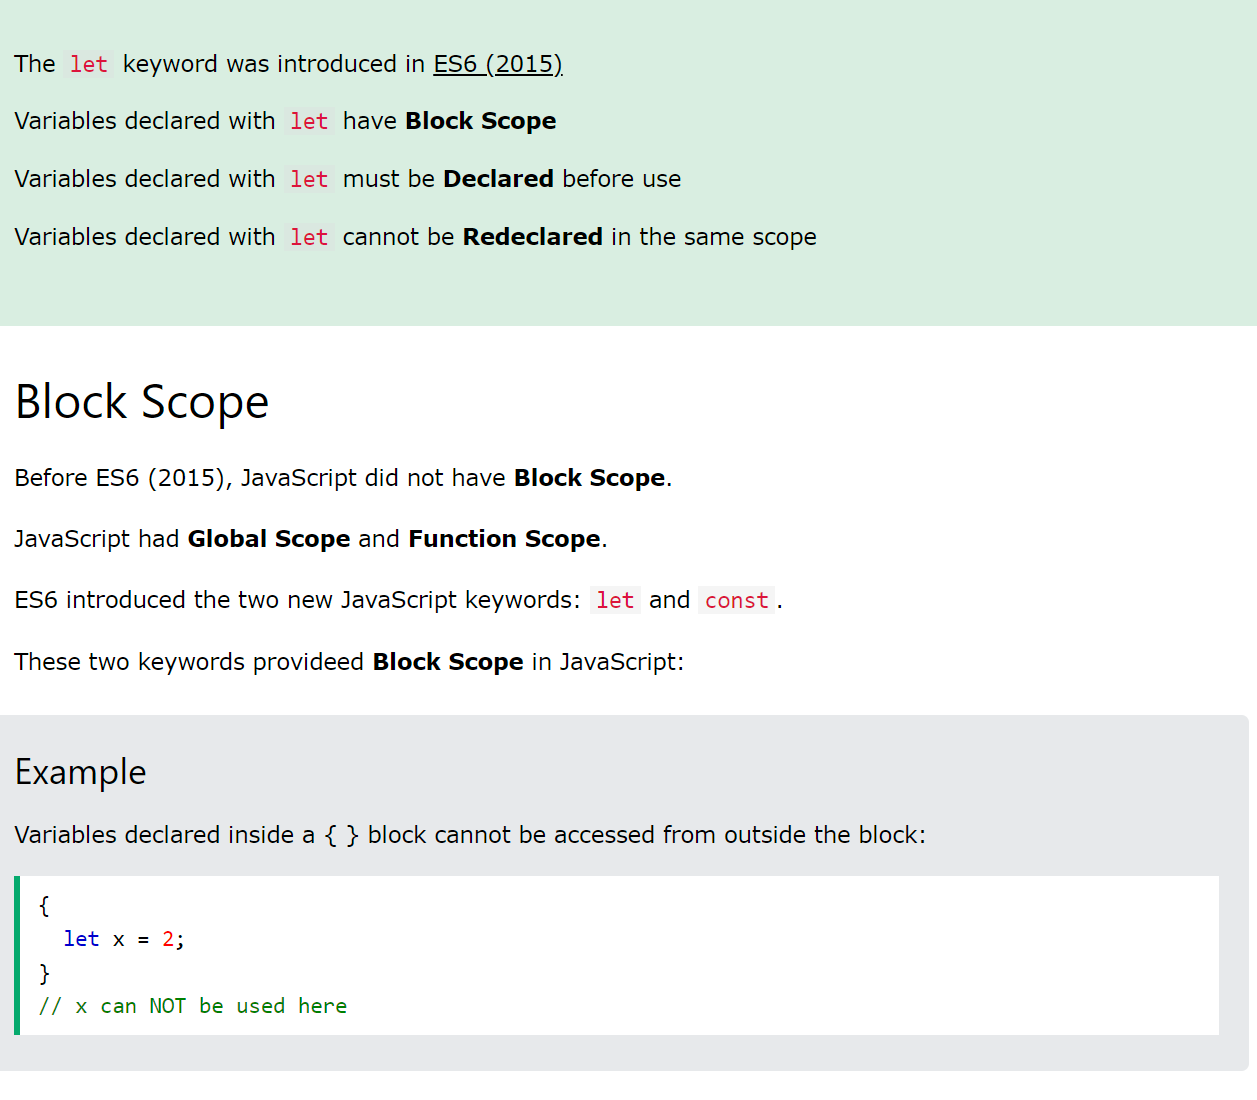 The let keyword was introduced in ES6 (2015)
Variables declared with let have Block Scope
Variables declared with let must be Declared before use
Variables declared with let cannot be Redeclared in the same scope
Block Scope
Before ES6 (2015), JavaScript did not have Block Scope.
JavaScript had Global Scope and Function Scope.
ES6 introduced the two new JavaScript keywords: let and const.
These two keywords provideed Block Scope in JavaScript:
Example
Variables declared inside a { } block cannot be accessed from outside the block:
{
  let x = 2;
}
// x can NOT be used here